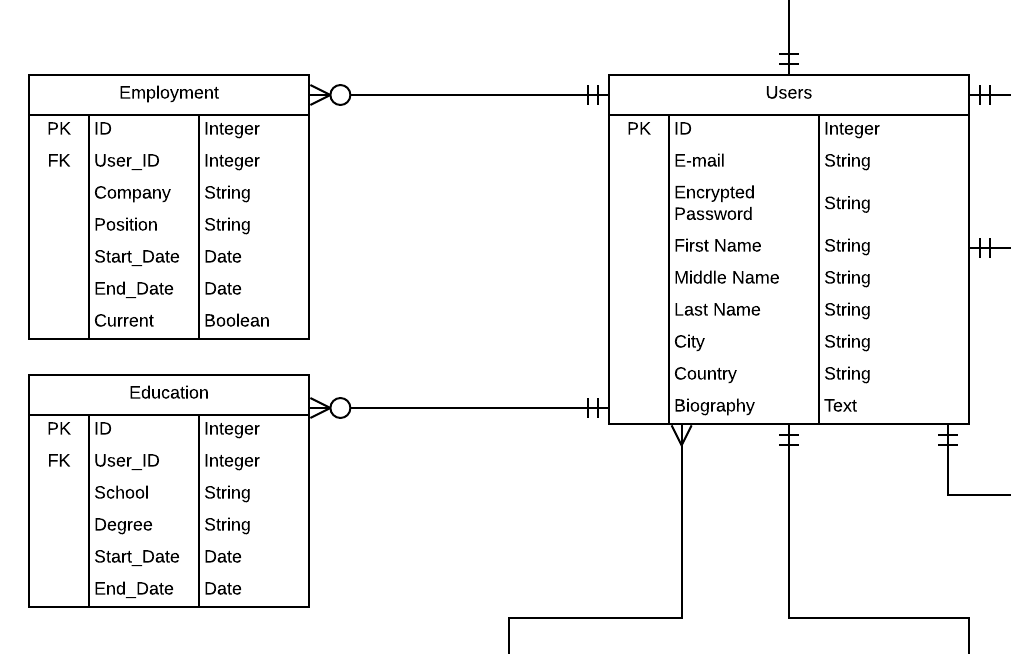 Employment
PK ID Integer
FK User_ID Integer
Company String
Position String
Start_Date Date
End_Date Date
Current Boolean
Education
PK ID Integer
FK User_ID Integer
School String
Degree String
Start_Date Date
End_Date Date
Users
PK ID Integer
E-mail String
Encrypted
Password String
First Name String
Middle Name String
Last Name String
City String
Country String
Biography Text